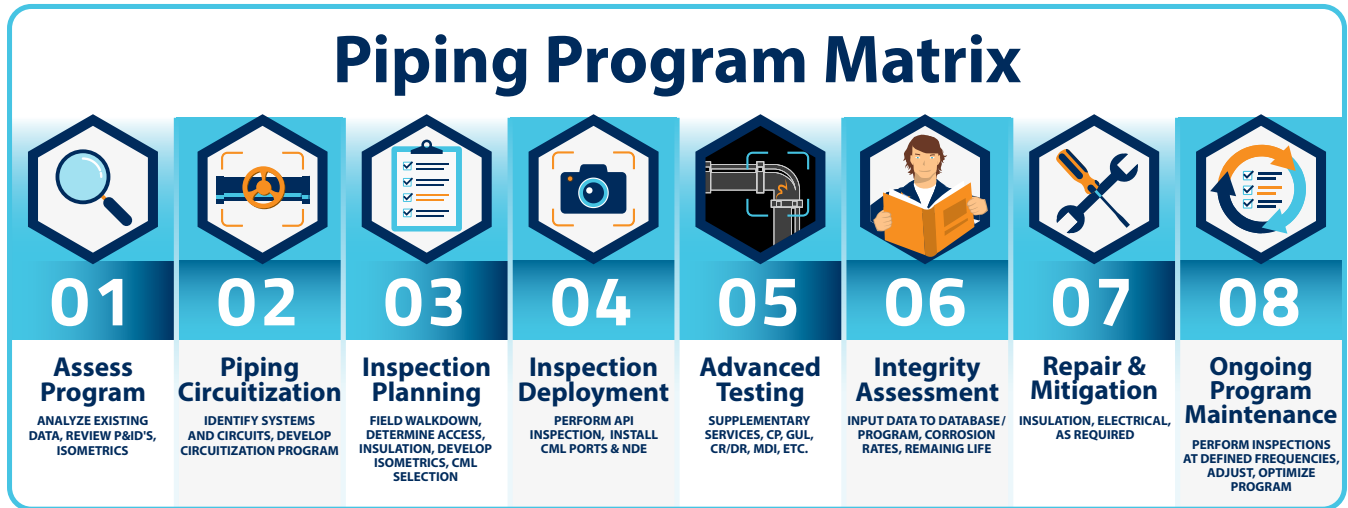 Piping Program Matrix
01
Assess
Program
ANALYZE EXISTING
DATA, REVIEW P&ID'S,
ISOMETRICS
02
Piping
Circuitization
IDENTIFY SYSTEMS
AND CIRCUITS, DEVELOP
CIRCUITIZATION PROGRAM
03
Inspection
Planning
FIELD WALKDOWN,
DETERMINE ACCESS,
INSULATION, DEVELOP
ISOMETRICS, CML
SELECTION
04
Inspection
Deployment
PERFORM API
INSPECTION, INSTALL
CML PORTS & NDE
05
Advanced
Testing
SUPPLEMENTARY
SERVICES, CP, GUL,
CR/DR, MDI, ETC.
06
Integrity
Assessment
INPUT DATA TO DATABASE/
PROGRAM, CORROSION
RATES, REMAINIG LIFE
07
Repair &
Mitigation
INSULATION, ELECTRICAL,
AS REQUIRED
08
Ongoing
Program
Maintenance
PERFORM INSPECTIONS
AT DEFINED FREQUENCIES,
ADJUST, OPTIMIZE
PROGRAM